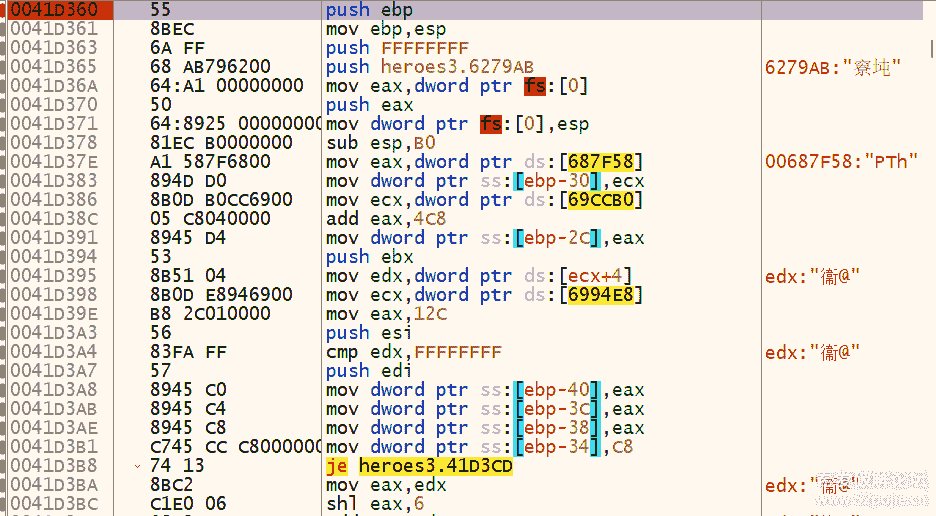 0041D360 55 push ebp
0041D361 8BEC mov ebp,esp
0041D363 6A FF push FFFFFFFF
0041D365 68 AB796200 push heroes3.6279AB 6279AB:"寮坉"
0041D36A 64:A1 00000000 mov eax,dword ptr fs:[0]
0041D370 50 push eax
0041D371 64:8925 00000000 mov dword ptr fs:[0],esp
0041D378 81EC B0000000 sub esp,B0
0041D37E A1 587F6800 mov eax,dword ptr ds:[687F58] 00687F58:"PTh"
0041D383 894D D0 mov dword ptr ss:[ebp-30],ecx
0041D386 8B0D B0CC6900 mov ecx,dword ptr ds:[69CCB0]
0041D38C 05 C8040000 add eax,4C8
0041D391 8945 D4 mov dword ptr ss:[ebp-2C],eax
0041D394 53 push ebx
0041D395 8B51 04 mov edx,dword ptr ds:[ecx+4] edx:"@"
0041D398 8B0D E8946900 mov ecx,dword ptr ds:[6994E8]
0041D39E B8 2C010000 mov eax,12C
0041D3A3 56 push esi
0041D3A4 83FA FF cmp edx,FFFFFFFF edx:"@"
0041D3A7 57 push edi
0041D3A8 8945 C0 mov dword ptr ss:[ebp-40],eax
0041D3AB 8945 C4 mov dword ptr ss:[ebp-3C],eax
0041D3AE 8945 C8 mov dword ptr ss:[ebp-38],eax
0041D3B1 C745 CC C8000000 mov dword ptr ss:[ebp-34],C8
0041D3B8 74 13 je heroes3.41D3CD
0041D3BA 8BC2 mov eax,edx edx:"@"
0041D3BC C1E0 06 shl eax,6